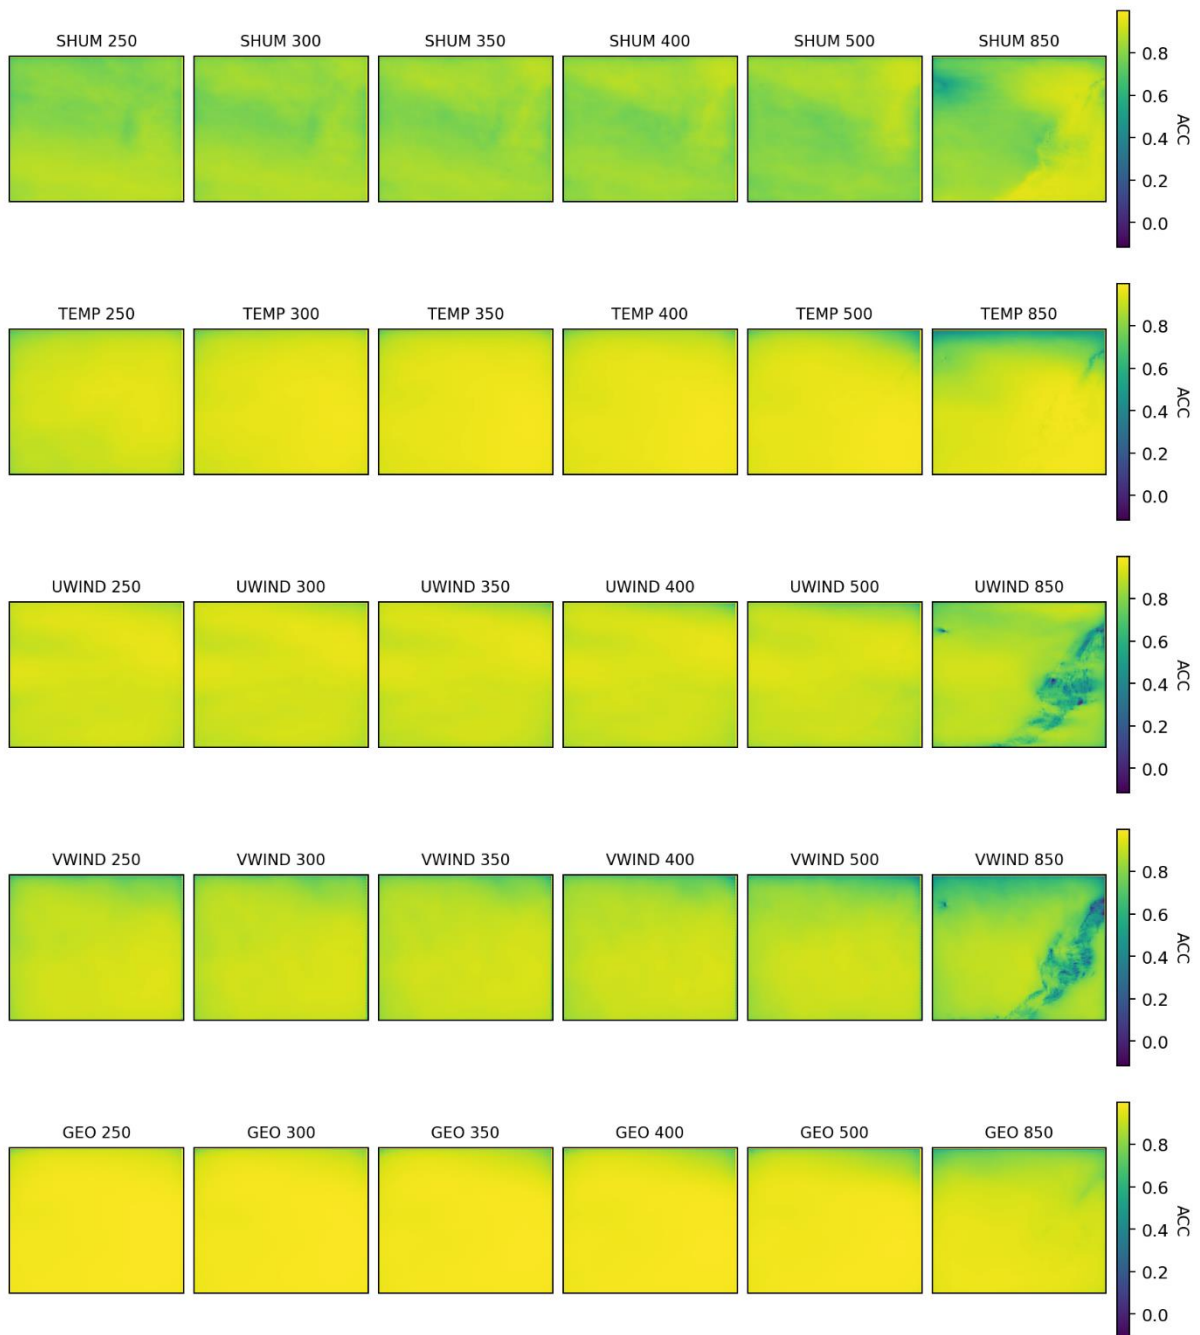 SHUM 250 SHUM 300 SHUM 350 SHUM 400 SHUM 500 SHUM 850
0.8
0.6
0.4
0.2
0.0
ACC
TEMP 250 TEMP 300 TEMP 350 TEMP 400 TEMP 500 TEMP 850
0.8
0.6
0.4
0.2
0.0
ACC
UWIND 250 UWIND 300 UWIND 350 UWIND 400 UWIND 500 UWIND 850
0.8
0.6
0.4
0.2
0.0
ACC
VWIND 250 VWIND 300 VWIND 350 VWIND 400 VWIND 500 VWIND 850
0.8
0.6
0.4
0.2
0.0
ACC
GEO 250 GEO 300 GEO 350 GEO 400 GEO 500 GEO 850
0.8
0.6
0.4
0.2
0.0
ACC